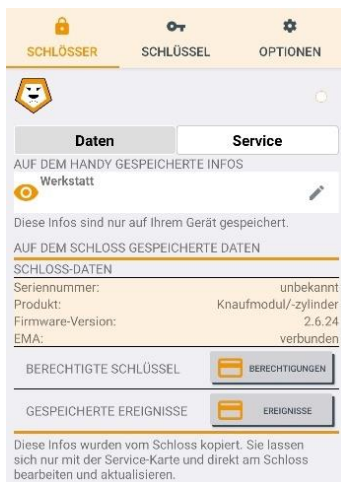 SCHLÖSSER SCHLÜSSEL OPTIONEN
Daten Service
AUF DEM HANDY GESPEICHERTE INFOS
Werkstatt
Diese Infos sind nur auf Ihrem Gerät gespeichert.
AUF DEM SCHLOSS GESPEICHERTE DATEN
SCHLOSS-DATEN
Seriennummer: unbekannt
Produkt: Knaufmodul/-zylinder
Firmware-Version: 2.6.24
EMA: verbunden
BERECHTIGTE SCHLÜSSEL BERECHTIGUNGEN
GESPEICHERTE EREIGNISSE EREIGNISSE
Diese Infos wurden vom Schloss kopiert. Sie lassen
sich nur mit der Service-Karte und direkt am Schloss
bearbeiten und aktualisieren.